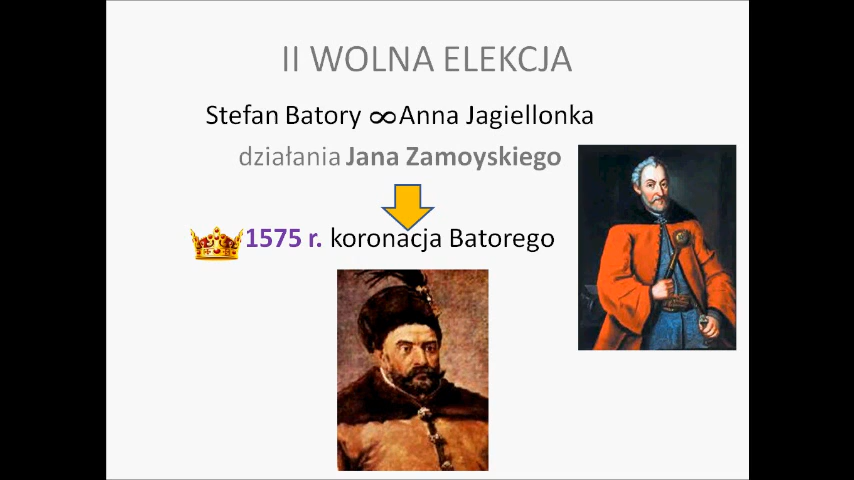 II WOLNA ELEKCJA
Stefan Batory ∞ Anna Jagiellonka
działania Jana Zamoyskiego
1575 r. koronacja Batorego